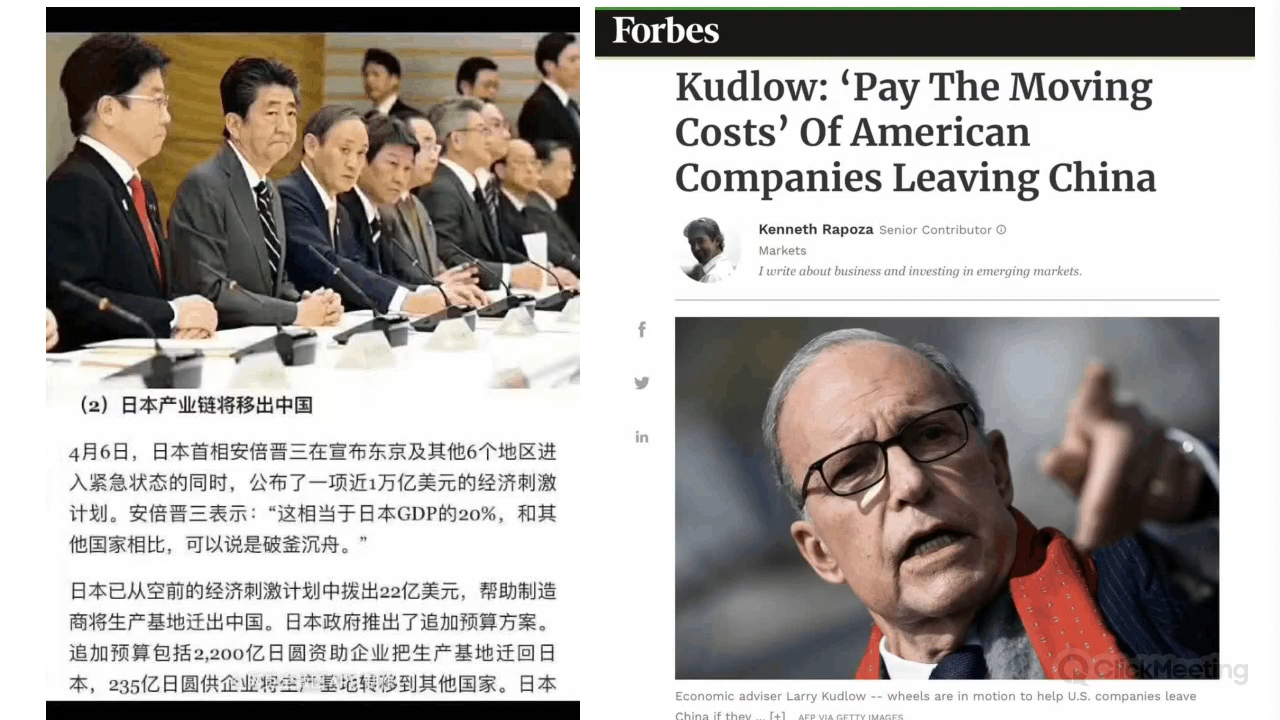 （2）日本产业链将移出中国
4月6日，日本首相安倍晋三在宣布东京及其他6个地区进
入紧急状态的同时，公布了一项近1万亿美元的经济刺激
计划。安倍晋三表示：“这相当于日本GDP的20%，和其
他国家相比，可以说是破釜沉舟。”
日本已从空前的经济刺激计划中拨出22亿美元，帮助制造
商将生产基地迁出中国。日本政府推出了追加预算方案。
追加预算包括2,200亿日圆资助企业把生产基地迁回日
本，235亿日圆供企业将生产基地转移到其他国家。日本
Forbes
Kudlow: ‘Pay The Moving
Costs’ Of American
Companies Leaving China
Kenneth Rapoza Senior Contributor
Markets
I write about business and investing in emerging markets.
f
in
ClickMeeting
Economic adviser Larry Kudlow -- wheels are in motion to help U.S. companies leave
China if they ... [+] AFP VIA GETTY IMAGES